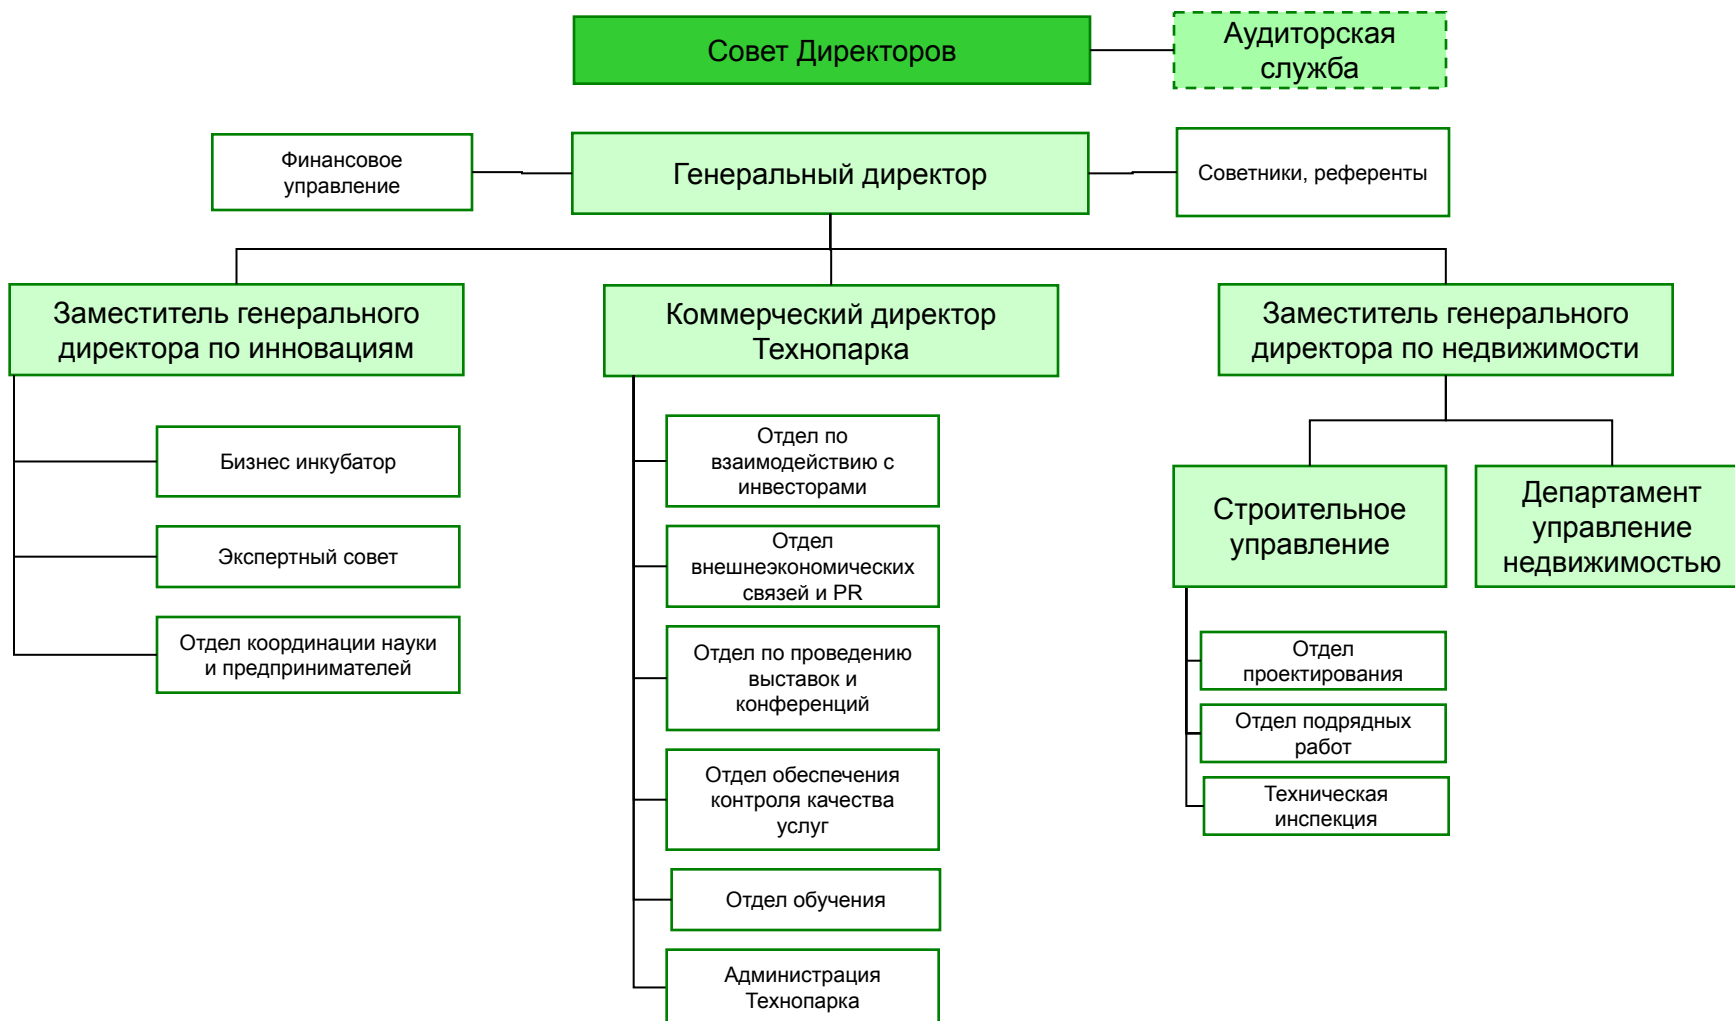 Совет Директоров
Аудиторская
служба
Финансовое
управление
Генеральный директор
Советники, референты
Заместитель генерального
директора по инновациям
Коммерческий директор
Технопарка
Заместитель генерального
директора по недвижимости
Бизнес инкубатор
Экспертный совет
Отдел координации науки
и предпринимателей
Отдел по
взаимодействию с
инвесторами
Отдел
внешнеэкономических
связей и PR
Отдел по проведению
выставок и
конференций
Отдел обеспечения
контроля качества
услуг
Отдел обучения
Администрация
Технопарка
Строительное
управление
Департамент
управление
недвижимостью
Отдел
проектирования
Отдел подрядных
работ
Техническая
инспекция